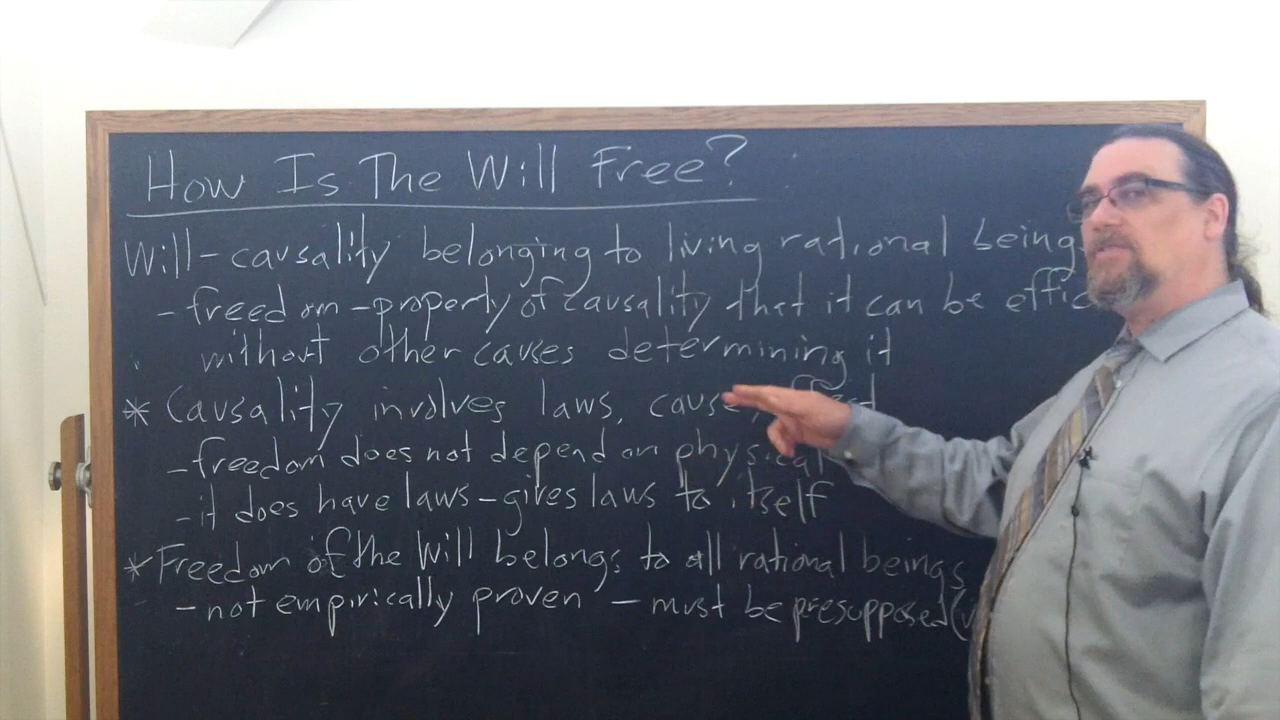 How Is The Will Free?
Will - causality belonging to living rational being
- freedom - property of causality that it can be effic
without other causes determining it
* Causality involves laws, cause,
- freedom does not depend on physical
- it does have laws - gives laws to itself
* Freedom of the Will belongs to all rational beings
- not empirically proven - must be presupposed (